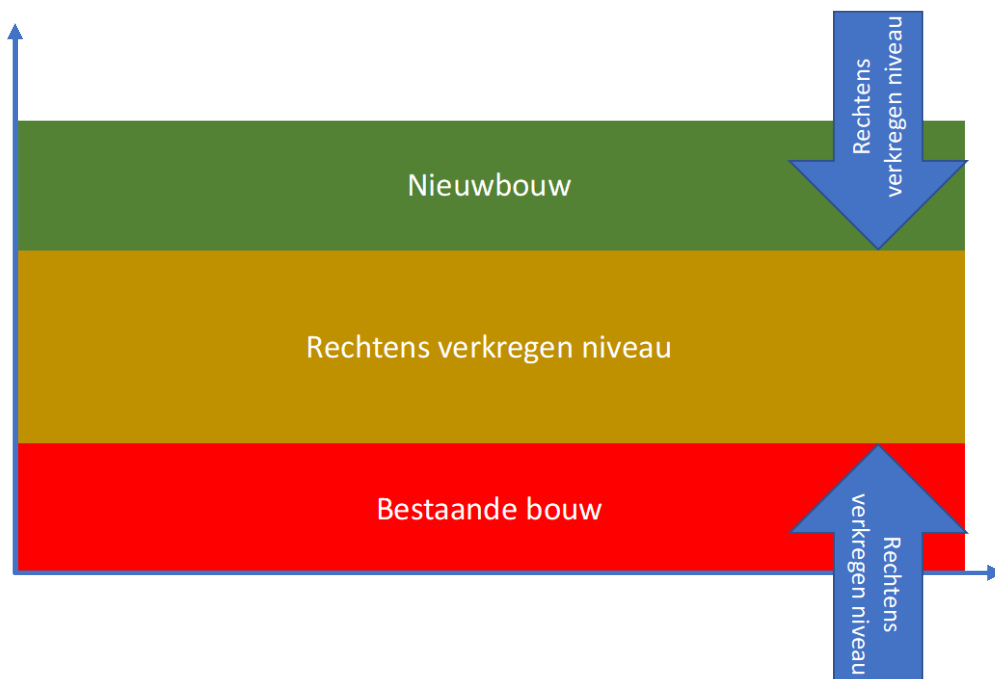 Rechtens
verkregen niveau
Nieuwbouw
Rechtens verkregen niveau
Bestaande bouw
Rechtens
verkregen niveau